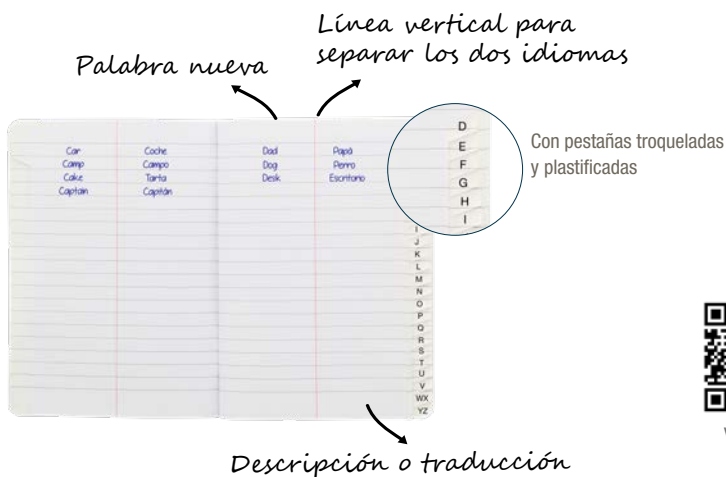 Línea vertical para
separar los dos idiomas
Palabra nueva
Con pestañas troqueladas
y plastificadas
Car Coche Dad Papá
Camp Campo Dog Perro
Cake Tarta Desk Escritorio
Captain Capitán
D
E
F
G
H
I
I
J
K
L
M
N
O
P
Q
R
S
T
U
V
WX
YZ
Descripción o traducción